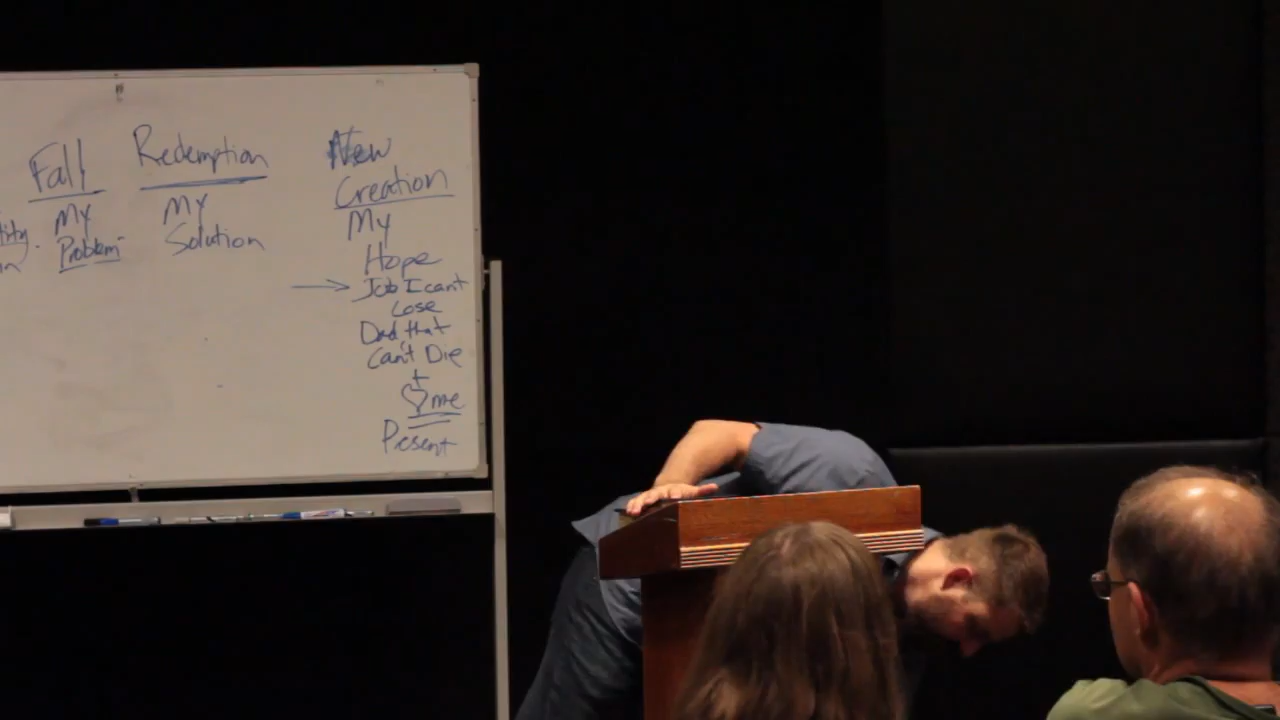 Fall
My
Problem
Redemption
My
Solution
New
Creation
My
Hope
→ Job I can't
Lose
Dad that
Can't Die
+
♡ me
Present